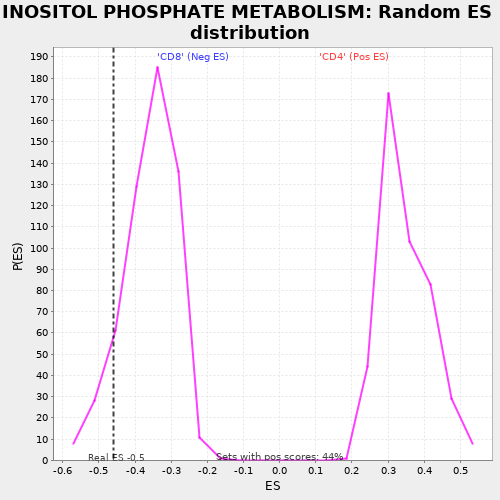 INOSITOL PHOSPHATE METABOLISM: Random ES
distribution
'CD8' (Neg ES) 'CD4' (Pos ES)
190
180
170
160
150
140
130
120
110
100
90
80
70
60
50
40
30
20
10
0
P(ES)
Real ES -0.5 Sets with pos scores: 44%
-0.6 -0.5 -0.4 -0.3 -0.2 -0.1 0.0 0.1 0.2 0.3 0.4 0.5
ES